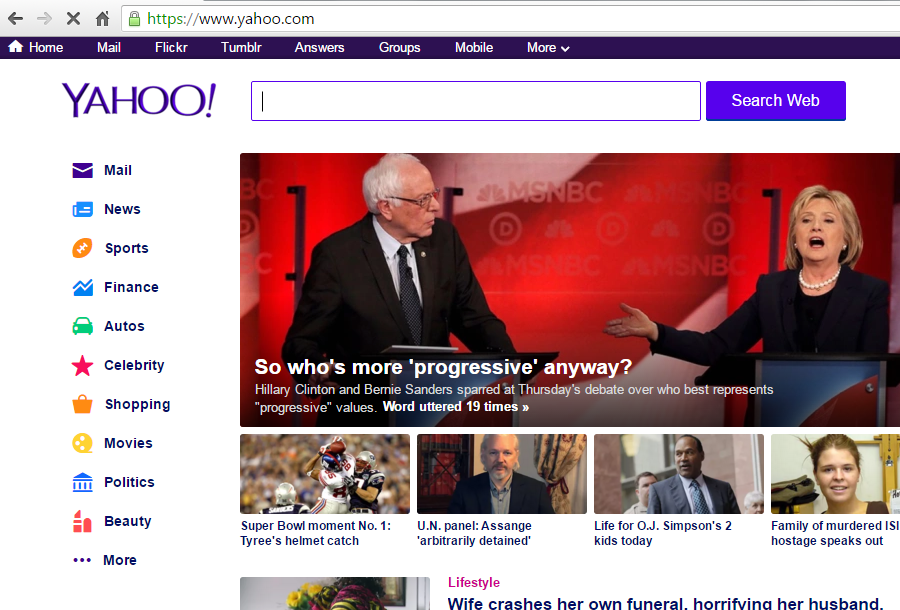 https://www.yahoo.com
Home Mail Flickr Tumblr Answers Groups Mobile More
YAHOO!
Search Web
Mail
News
Sports
Finance
Autos
Celebrity
Shopping
Movies
Politics
Beauty
More
MSNBC MSNBC
MSNBC MSNBC
So who's more 'progressive' anyway?
Hillary Clinton and Bernie Sanders sparred at Thursday's debate over who best represents
"progressive" values. Word uttered 19 times »
Super Bowl moment No. 1:
Tyree's helmet catch
U.N. panel: Assange
'arbitrarily detained'
Life for O.J. Simpson's 2
kids today
Family of murdered ISI
hostage speaks out
Lifestyle
Wife crashes her own funeral, horrifying her husband.